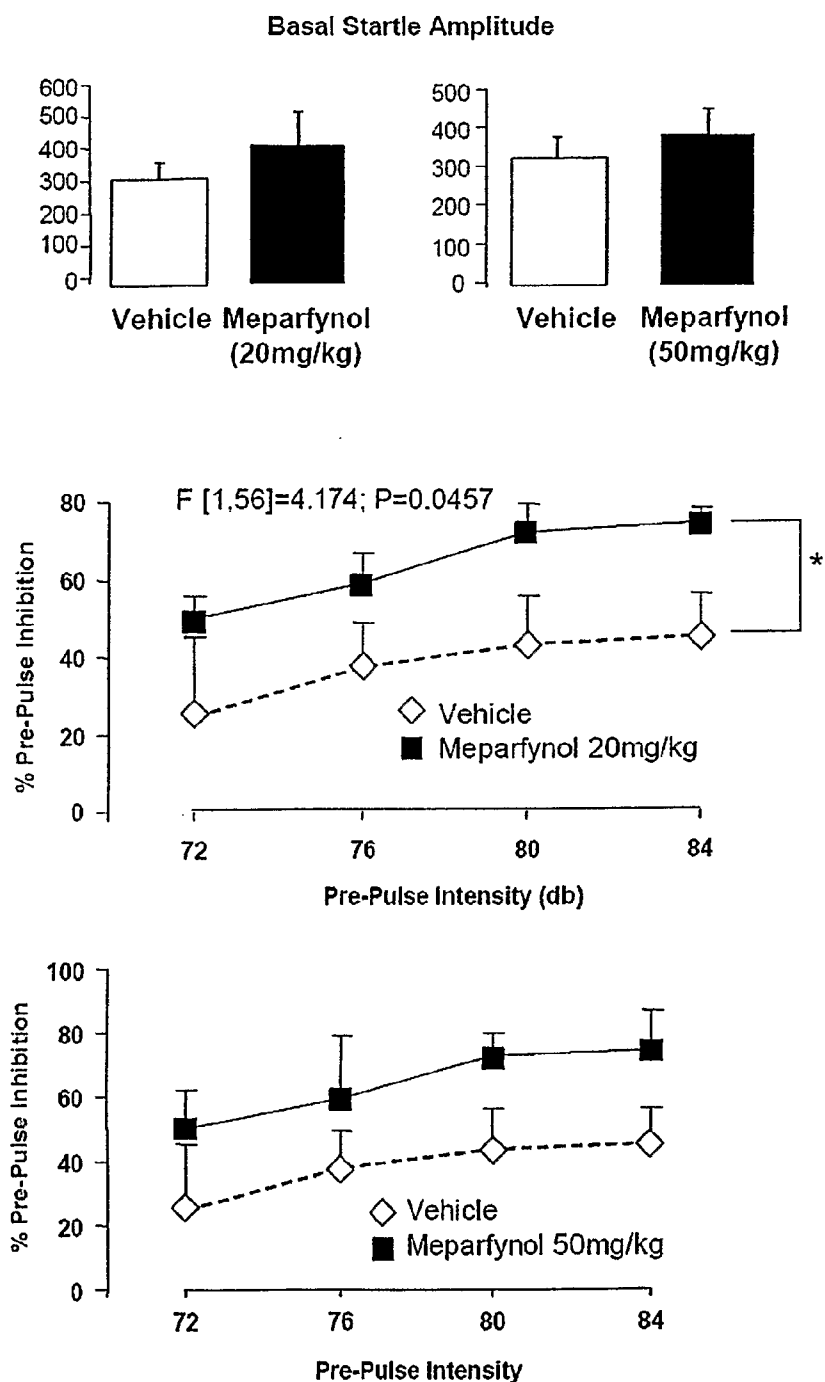 Basal Startle Amplitude
600
500
400
300
200
100
0
Vehicle Meparfynol
(20mg/kg)
500
400
300
200
100
0
Vehicle Meparfynol
(50mg/kg)
F [1,56]=4.174; P=0.0457
80
60
40
20
0
% Pre-Pulse Inhibition
*
Vehicle
Meparfynol 20mg/kg
72 76 80 84
Pre-Pulse Intensity (db)
100
80
60
40
20
0
% Pre-Pulse Inhibition
Vehicle
Meparfynol 50mg/kg
72 76 80 84
Pre-Pulse Intensity